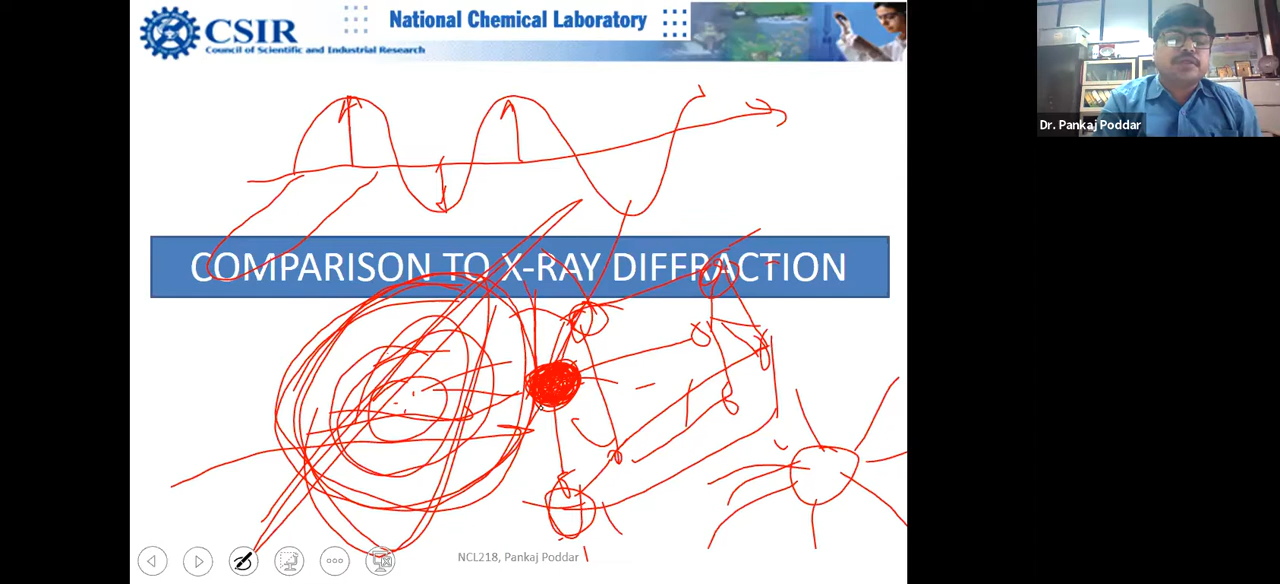 CSIR
Council of Scientific and Industrial Research
National Chemical Laboratory
Dr. Pankaj Poddar
COMPARISON TO X-RAY DIFFRACTION
NCL218, Pankaj Poddar